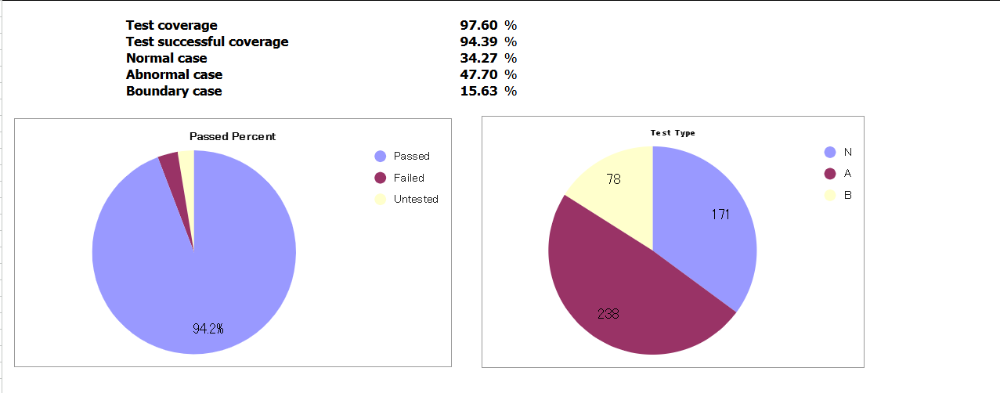 Test coverage 97.60 %
Test successful coverage 94.39 %
Normal case 34.27 %
Abnormal case 47.70 %
Boundary case 15.63 %
Passed Percent
Passed
Failed
Untested
94.2%
Test Type
N
A
B
78
171
238